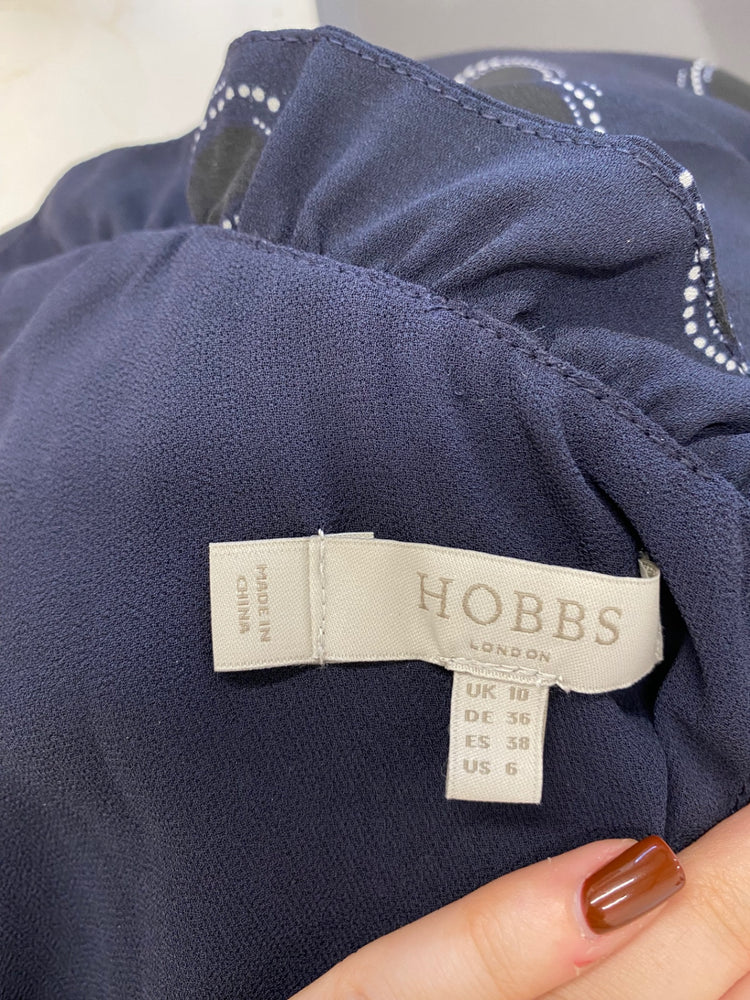 MADE IN
CHINA
HOBBS
LONDON
UK 10
DE 36
ES 38
US 6